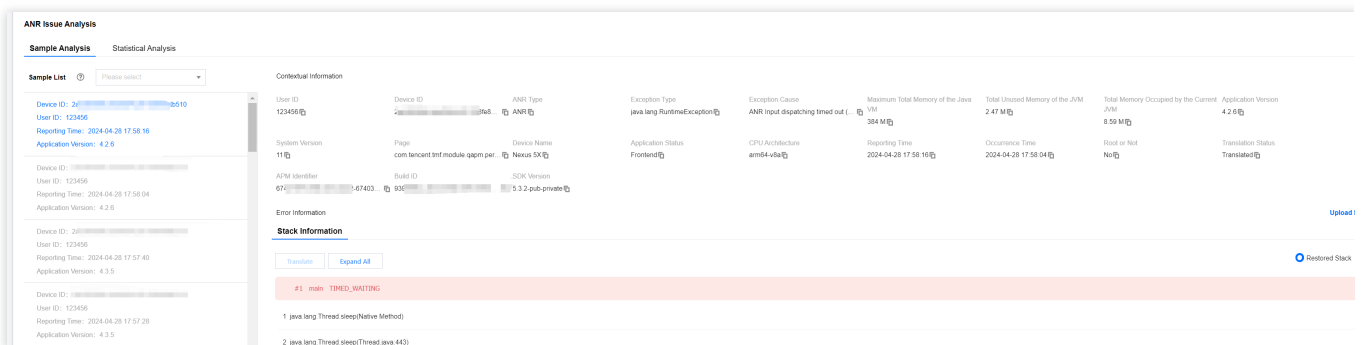 ANR Issue Analysis
Sample Analysis Statistical Analysis
Sample List Please select
Device ID: 2 b510
User ID: 123456
Reporting Time: 2024-04-28 17:58:16
Application Version: 4.2.6
Device ID:
User ID: 123456
Reporting Time: 2024-04-28 17:58:04
Application Version: 4.2.6
Device ID: 2
User ID: 123456
Reporting Time: 2024-04-28 17:57:40
Application Version: 4.3.5
Device ID:
User ID: 123456
Reporting Time: 2024-04-28 17:57:28
Application Version: 4.3.5
Contextual Information
User ID Device ID ANR Type Exception Type Exception Cause Maximum Total Memory of the Java VM Total Unused Memory of the JVM Total Memory Occupied by the Current JVM Application Version
123456 ife8... ANR java.lang.RuntimeException ANR Input dispatching timed out (... 384 M 2.47 M 8.59 M 4.2.6
System Version Page Device Name Application Status CPU Architecture Reporting Time Occurrence Time Root or Not Translation Status
11 com.tencent.tmf.module.qapm.per... Nexus 5X Frontend arm64-v8a 2024-04-28 17:58:16 2024-04-28 17:58:04 No Translated
APM Identifier Build ID SDK Version
67 -67403... 93 5.3.2-pub-private
Error Information
Upload
Stack Information
Translate Expand All Restored Stack
#1 main TIMED_WAITING
1 java.lang.Thread.sleep(Native Method)
2 java.lang.Thread.sleep(Thread.java:443)